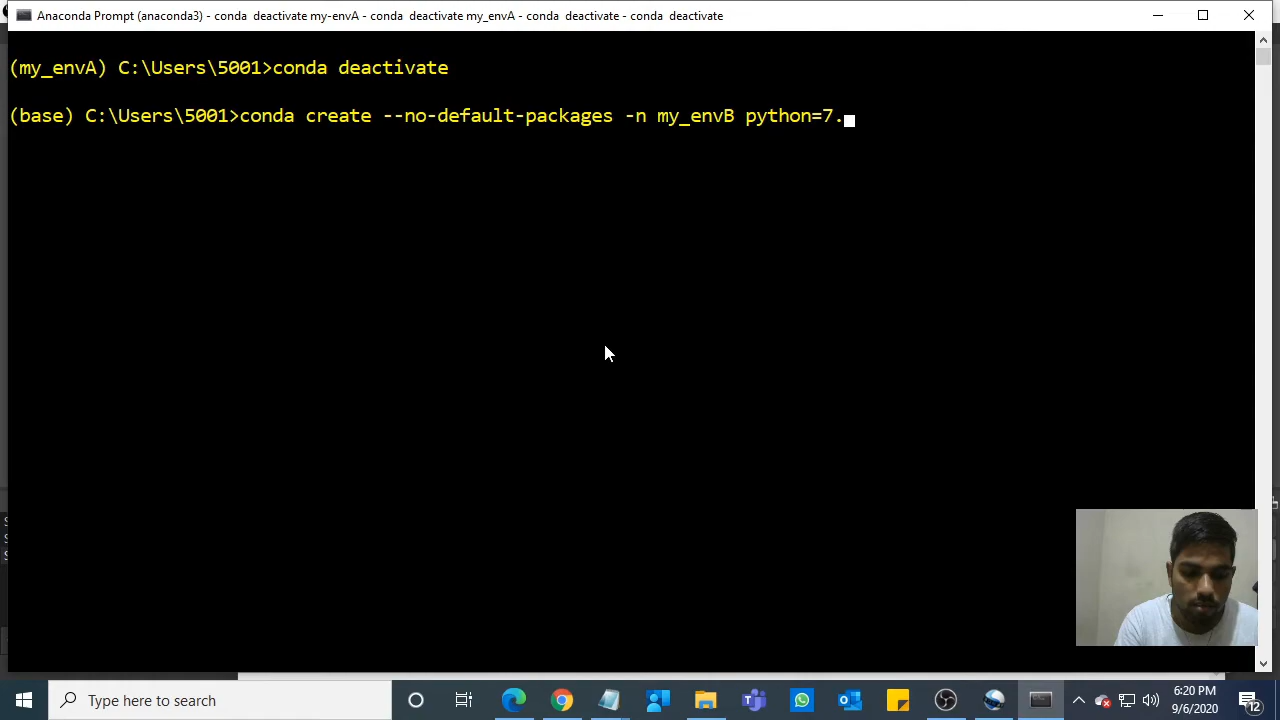 Anaconda Prompt (anaconda3) - conda  deactivate my-envA - conda  deactivate my_envA - conda  deactivate - conda  deactivate
(my_envA) C:\Users\5001>conda deactivate
(base) C:\Users\5001>conda create --no-default-packages -n my_envB python=7.
Type here to search
6:20 PM
9/6/2020
12